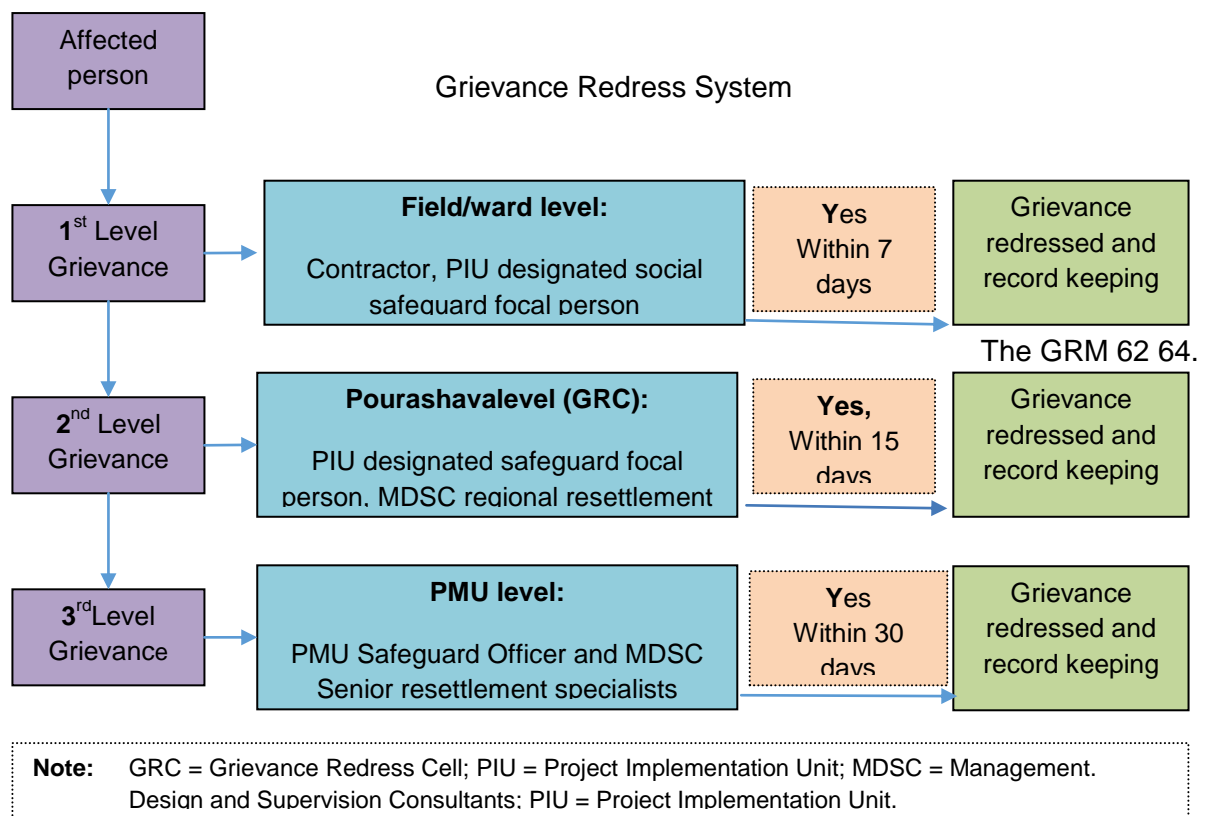 Affected
person
Grievance Redress System
1st Level
Grievance
Field/ward level:
Contractor, PIU designated social
safeguard focal person
Yes
Within 7
days
Grievance
redressed and
record keeping
The GRM 62 64.
2nd Level
Grievance
Pourashavalevel (GRC):
PIU designated safeguard focal
person, MDSC regional resettlement
Yes,
Within 15
days
Grievance
redressed and
record keeping
3rdLevel
Grievance
PMU level:
PMU Safeguard Officer and MDSC
Senior resettlement specialists
Yes
Within 30
days
Grievance
redressed and
record keeping
Note: GRC = Grievance Redress Cell; PIU = Project Implementation Unit; MDSC = Management.
Design and Supervision Consultants; PIU = Project Implementation Unit.